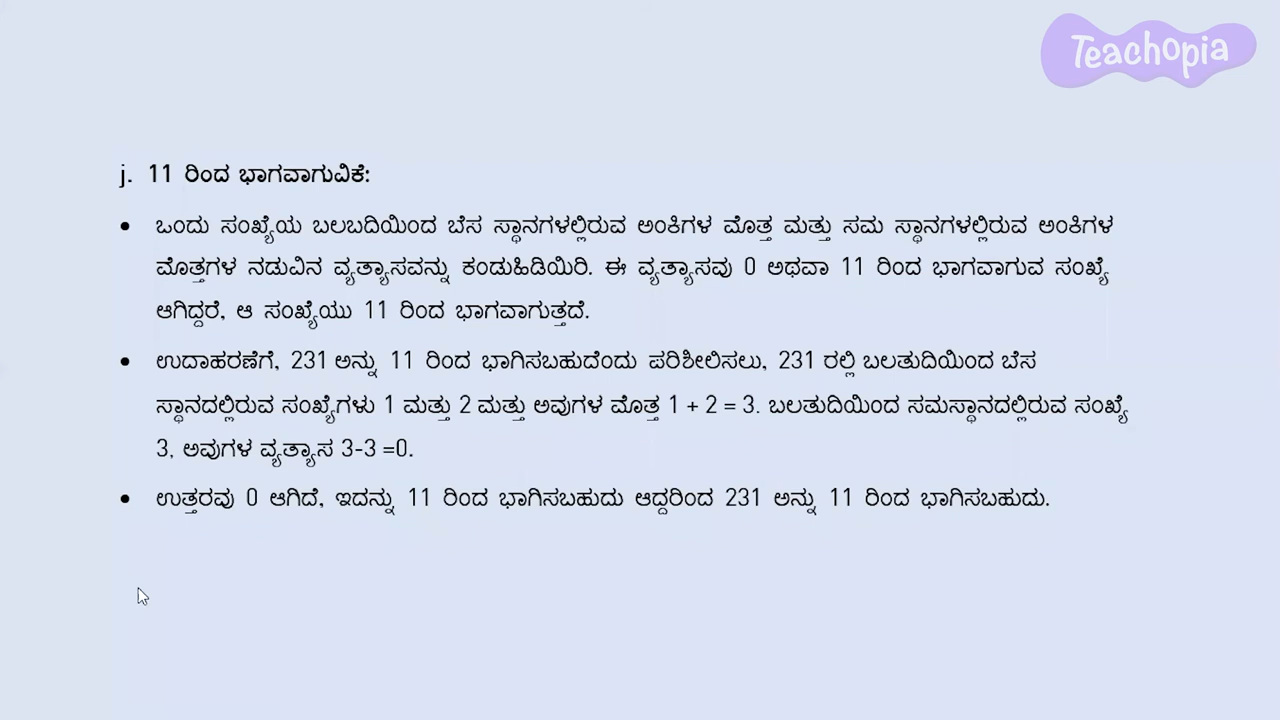 Teachopia
j. 11 ರಿಂದ ಭಾಗವಾಗುವಿಕೆ:
• ಒಂದು ಸಂಖ್ಯೆಯ ಬಲಬದಿಯಿಂದ ಬೆಸ ಸ್ಥಾನಗಳಲ್ಲಿರುವ ಅಂಕಿಗಳ ಮೊತ್ತ ಮತ್ತು ಸಮ ಸ್ಥಾನಗಳಲ್ಲಿರುವ ಅಂಕಿಗಳ
ಮೊತ್ತಗಳ ನಡುವಿನ ವ್ಯತ್ಯಾಸವನ್ನು ಕಂಡುಹಿಡಿಯಿರಿ. ಈ ವ್ಯತ್ಯಾಸವು 0 ಅಥವಾ 11 ರಿಂದ ಭಾಗವಾಗುವ ಸಂಖ್ಯೆ
ಆಗಿದ್ದರೆ, ಆ ಸಂಖ್ಯೆಯು 11 ರಿಂದ ಭಾಗವಾಗುತ್ತದೆ.
• ಉದಾಹರಣೆಗೆ, 231 ಅನ್ನು 11 ರಿಂದ ಭಾಗಿಸಬಹುದೆಂದು ಪರಿಶೀಲಿಸಲು, 231 ರಲ್ಲಿ ಬಲತುದಿಯಿಂದ ಬೆಸ
ಸ್ಥಾನದಲ್ಲಿರುವ ಸಂಖ್ಯೆಗಳು 1 ಮತ್ತು 2 ಮತ್ತು ಅವುಗಳ ಮೊತ್ತ 1 + 2 = 3. ಬಲತುದಿಯಿಂದ ಸಮಸ್ಥಾನದಲ್ಲಿರುವ ಸಂಖ್ಯೆ
3, ಅವುಗಳ ವ್ಯತ್ಯಾಸ 3-3 =0.
• ಉತ್ತರವು 0 ಆಗಿದೆ, ಇದನ್ನು 11 ರಿಂದ ಭಾಗಿಸಬಹುದು ಆದ್ದರಿಂದ 231 ಅನ್ನು 11 ರಿಂದ ಭಾಗಿಸಬಹುದು.